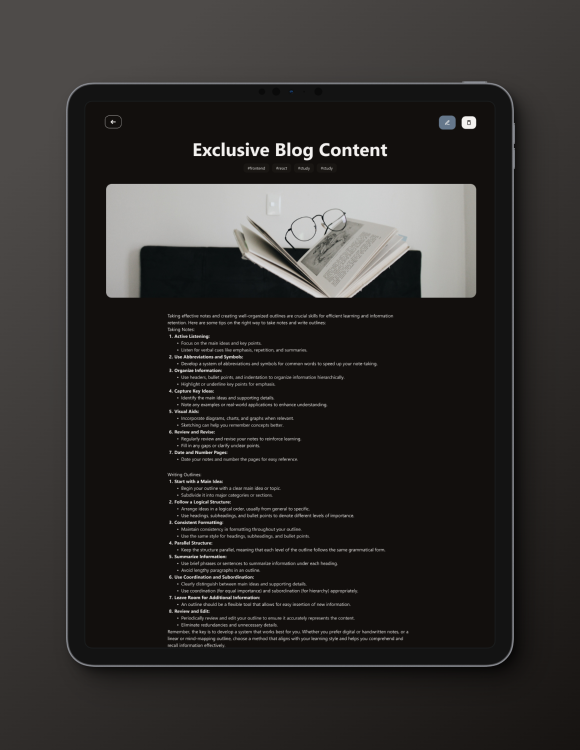 Exclusive Blog Content
#frontend #react #study #study
Taking effective notes and creating well-organized outlines are crucial skills for efficient learning and information
retention. Here are some tips on the right way to take notes and write outlines.
Taking Notes:
1. Active Listening:
• Focus on the main ideas and key points.
• Listen for verbal cues like emphasis, repetition, and summaries.
2. Use Abbreviations and Symbols:
• Develop a system of abbreviations and symbols for common words to speed up your note-taking.
3. Organize Information:
• Use headers, bullet points, and indentation to organize information hierarchically.
• Highlight or underline key points for emphasis.
4. Capture Key Ideas:
• Identify the main ideas and supporting details.
• Note any examples or real-world applications to enhance understanding.
5. Visual Aids:
• Incorporate diagrams, charts, and graphs when relevant.
• Sketching can help you remember concepts better.
6. Review and Revise:
• Regularly review and revise your notes to reinforce learning.
• Fill in any gaps or clarify unclear points.
7. Date and Number Pages:
• Date your notes and number the pages for easy reference.
Writing Outlines:
1. Start with a Main Idea:
• Begin your outline with a clear main idea or topic.
• Subdivide it into major categories or sections.
2. Follow a Logical Structure:
• Arrange ideas in a logical order, usually from general to specific.
• Use headings, subheadings, and bullet points to denote different levels of importance.
3. Consistent Formatting:
• Maintain consistency in formatting throughout your outline.
• Use the same style for headings, subheadings, and bullet points.
4. Parallel Structure:
• Keep the structure parallel, meaning that each level of the outline follows the same grammatical form.
5. Summarize Information:
• Use brief phrases or sentences to summarize information under each heading.
• Avoid lengthy paragraphs in an outline.
6. Use Coordination and Subordination:
• Clearly distinguish between main ideas and supporting details.
• Use coordination (for equal importance) and subordination (for hierarchy) appropriately.
7. Leave Room for Additional Information:
• An outline should be a flexible tool that allows for easy insertion of new information.
8. Review and Edit:
• Periodically review and edit your outline to ensure it accurately represents the content.
• Eliminate redundancies and unnecessary details.
Remember, the key is to develop a system that works best for you. Whether you prefer digital or handwritten notes, or a
linear or mind-mapping outline, choose a method that aligns with your learning style and helps you comprehend and
recall information effectively.